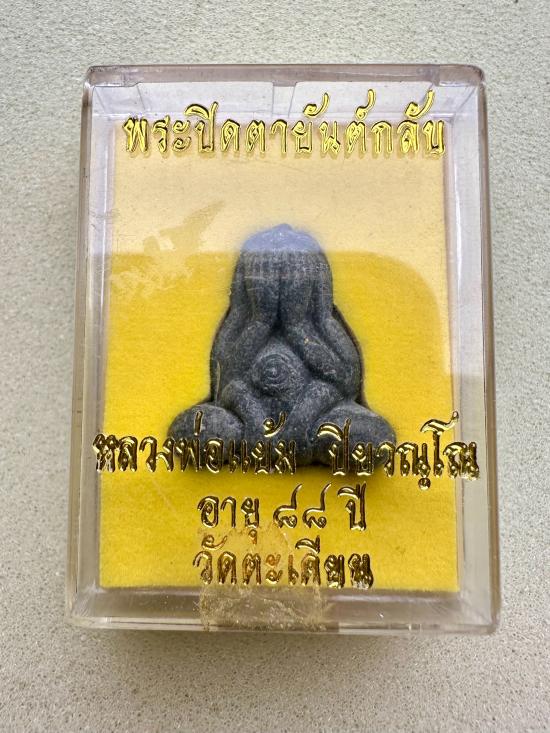 พระปิดตายันต์กลับ
หลวงพ่อแย้ม ปิยวณฺโณ
อายุ ๘๘ ปี
วัดตะเคียน